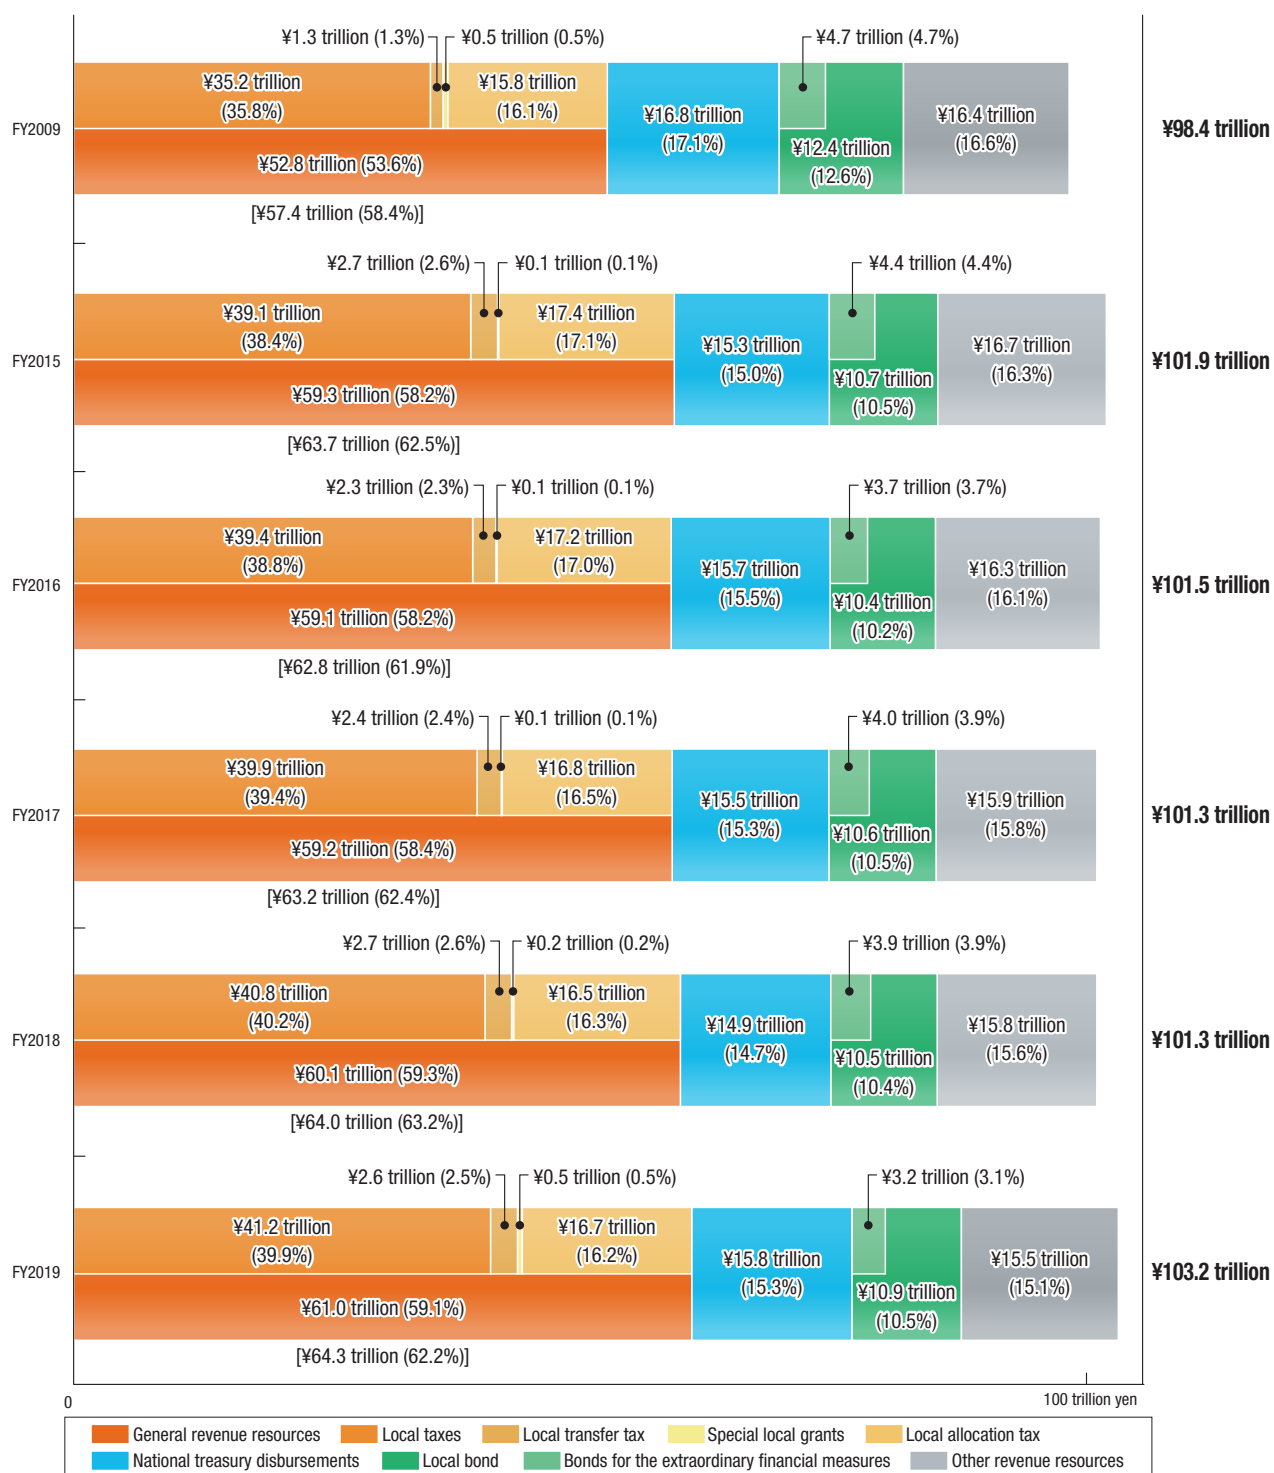 ¥1.3 trillion (1.3%) ¥0.5 trillion (0.5%) ¥4.7 trillion (4.7%)
¥35.2 trillion
(35.8%)
¥15.8 trillion
(16.1%)
¥16.8 trillion
(17.1%)
¥16.4 trillion
(16.6%)
FY2009
¥98.4 trillion
¥52.8 trillion (53.6%)
¥12.4 trillion
(12.6%)
[¥57.4 trillion (58.4%)]
¥2.7 trillion (2.6%) ¥0.1 trillion (0.1%) ¥4.4 trillion (4.4%)
¥39.1 trillion
(38.4%)
¥17.4 trillion
(17.1%)
¥15.3 trillion
(15.0%)
¥16.7 trillion
(16.3%)
FY2015
¥101.9 trillion
¥59.3 trillion (58.2%)
¥10.7 trillion
(10.5%)
[¥63.7 trillion (62.5%)]
¥2.3 trillion (2.3%) ¥0.1 trillion (0.1%) ¥3.7 trillion (3.7%)
¥39.4 trillion
(38.8%)
¥17.2 trillion
(17.0%)
¥15.7 trillion
(15.5%)
¥16.3 trillion
(16.1%)
FY2016
¥101.5 trillion
¥59.1 trillion (58.2%)
¥10.4 trillion
(10.2%)
[¥62.8 trillion (61.9%)]
¥2.4 trillion (2.4%) ¥0.1 trillion (0.1%) ¥4.0 trillion (3.9%)
¥39.9 trillion
(39.4%)
¥16.8 trillion
(16.5%)
¥15.5 trillion
(15.3%)
¥15.9 trillion
(15.8%)
FY2017
¥101.3 trillion
¥59.2 trillion (58.4%)
¥10.6 trillion
(10.5%)
[¥63.2 trillion (62.4%)]
¥2.7 trillion (2.6%) ¥0.2 trillion (0.2%) ¥3.9 trillion (3.9%)
¥40.8 trillion
(40.2%)
¥16.5 trillion
(16.3%)
¥14.9 trillion
(14.7%)
¥15.8 trillion
(15.6%)
FY2018
¥101.3 trillion
¥60.1 trillion (59.3%)
¥10.5 trillion
(10.4%)
[¥64.0 trillion (63.2%)]
¥2.6 trillion (2.5%) ¥0.5 trillion (0.5%) ¥3.2 trillion (3.1%)
¥41.2 trillion
(39.9%)
¥16.7 trillion
(16.2%)
¥15.8 trillion
(15.3%)
¥15.5 trillion
(15.1%)
FY2019
¥103.2 trillion
¥61.0 trillion (59.1%)
¥10.9 trillion
(10.5%)
[¥64.3 trillion (62.2%)]
0 100 trillion yen
General revenue resources Local taxes Local transfer tax Special local grants Local allocation tax
National treasury disbursements Local bond Bonds for the extraordinary financial measures Other revenue resources